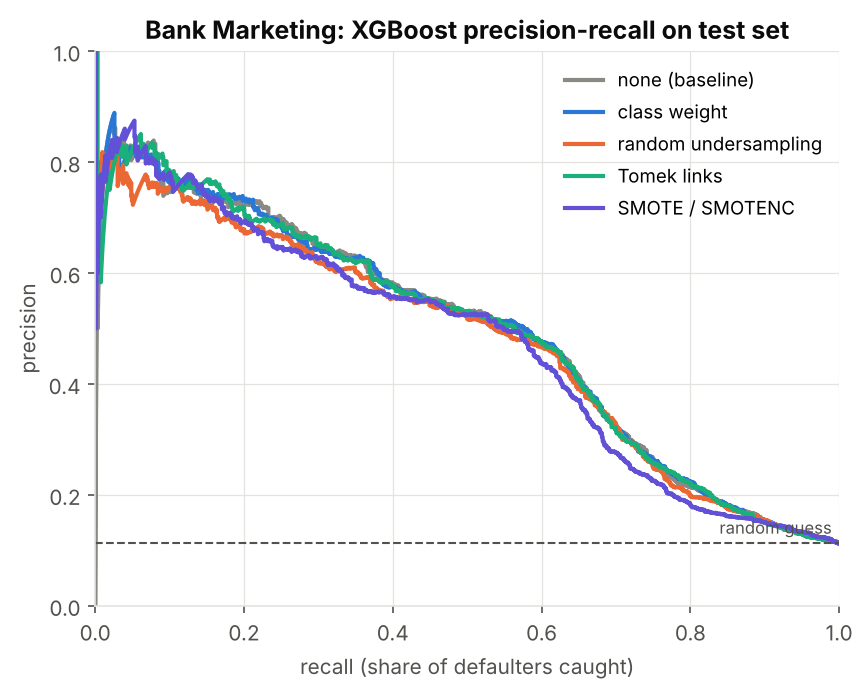 Bank Marketing: XGBoost precision-recall on test set
1.0
0.8
0.6
0.4
0.2
0.0
precision
none (baseline)
class weight
random undersampling
Tomek links
SMOTE / SMOTENC
random guess
0.0 0.2 0.4 0.6 0.8 1.0
recall (share of defaulters caught)